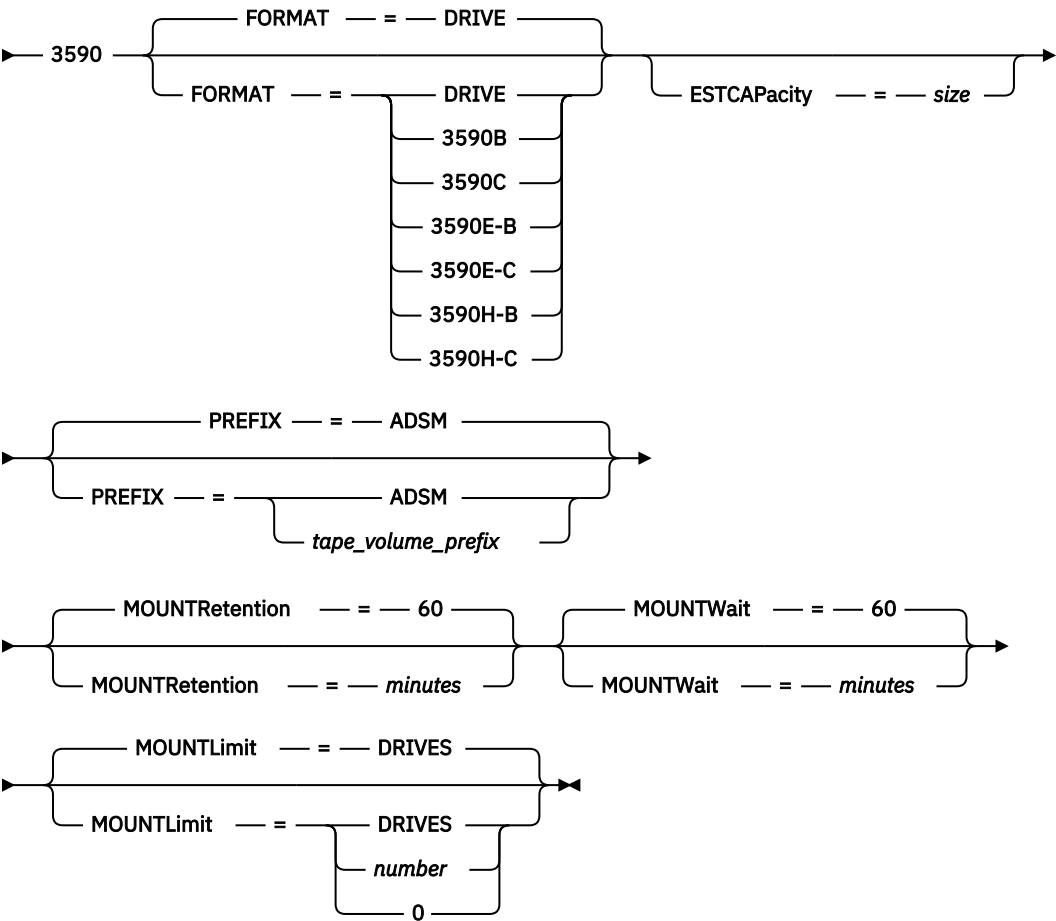 FORMAT = DRIVE
3590
FORMAT = DRIVE
ESTCAPacity = size
3590B
3590C
3590E-B
3590E-C
3590H-B
3590H-C
PREFIX = ADSM
PREFIX = ADSM
tape_volume_prefix
MOUNTRetention = 60
MOUNTWait = 60
MOUNTRetention = minutes
MOUNTWait = minutes
MOUNTLimit = DRIVES
MOUNTLimit = DRIVES
number
0